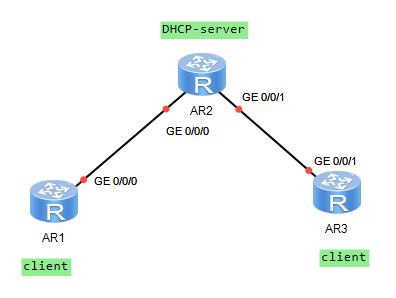 DHCP-server
R
AR2
GE 0/0/0
GE 0/0/1
GE 0/0/0
GE 0/0/1
R
AR1
R
AR3
client
client